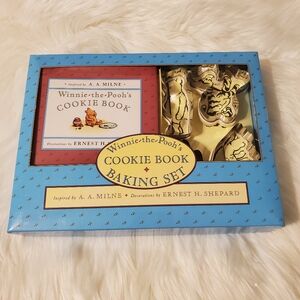 Inspired by A. A. MILNE
Winnie-the-Pooh's
COOKIE BOOK
Decorations by ERNEST H.
Winnie-the-Pooh's
COOKIE BOOK
BAKING SET
Inspired by A. A. MILNE • Decorations by ERNEST H. SHEPARD